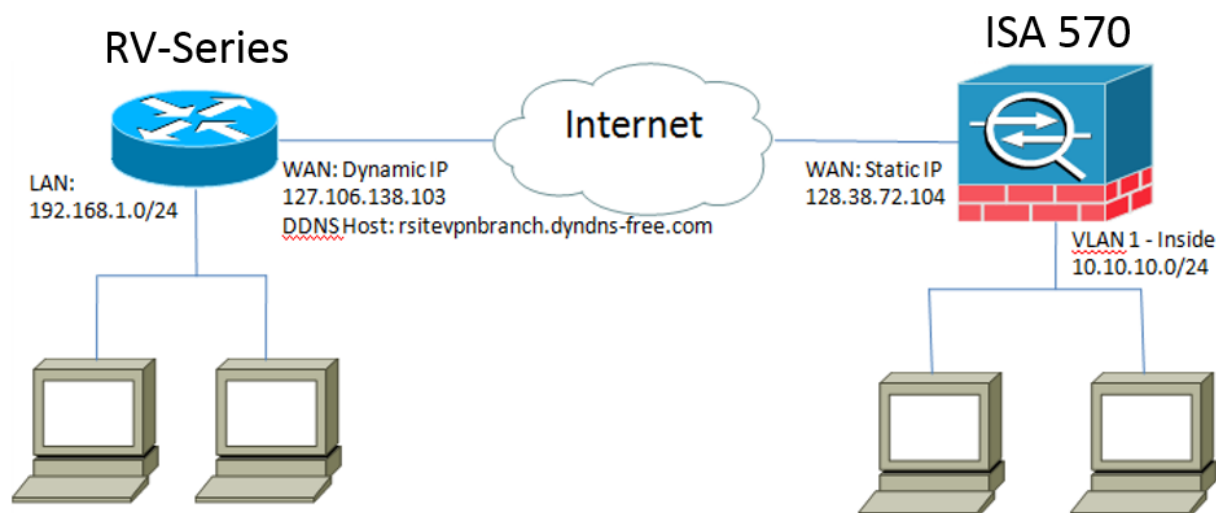 RV-Series
ISA 570
Internet
LAN:
192.168.1.0/24
WAN: Dynamic IP
127.106.138.103
DDNS Host: rsitevpnbranch.dyndns-free.com
WAN: Static IP
128.38.72.104
VLAN 1 - Inside
10.10.10.0/24